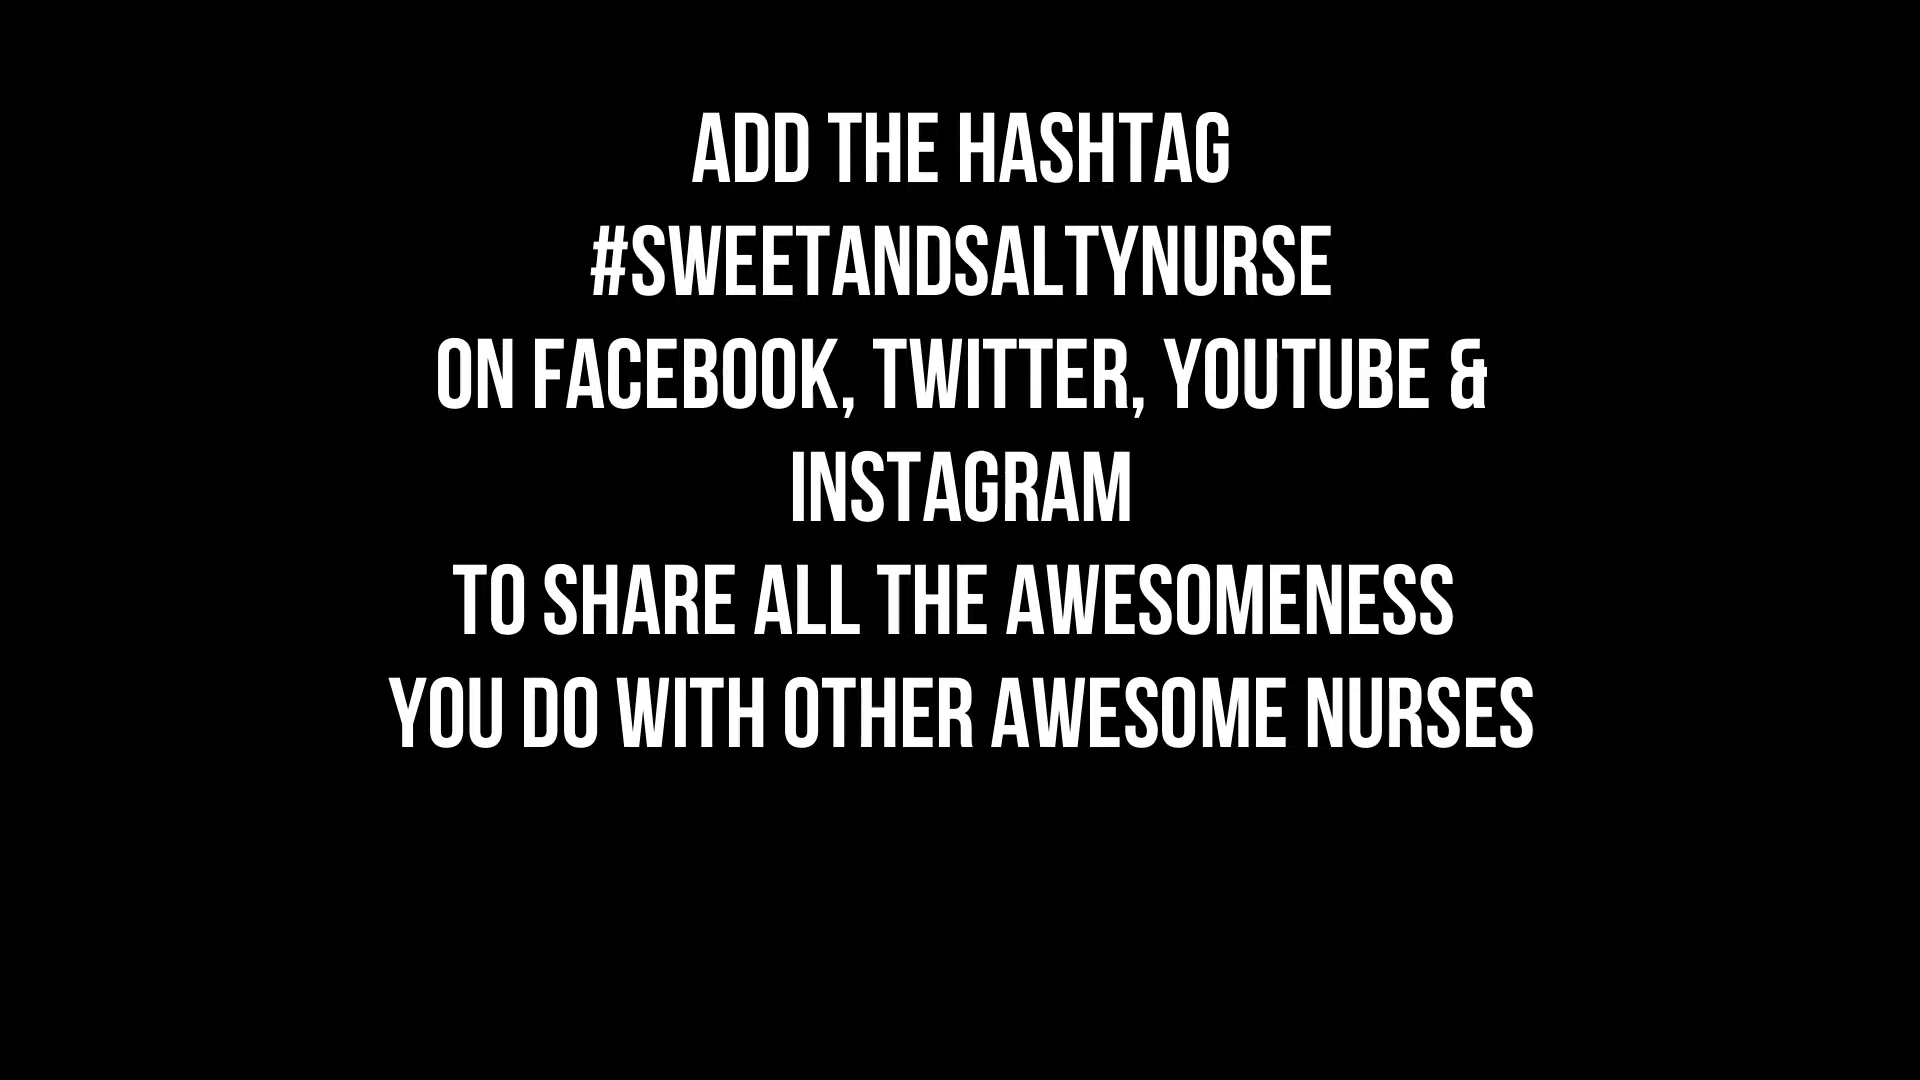 ADD THE HASHTAG
#SWEETANDSALTYNURSE
ON FACEBOOK, TWITTER, YOUTUBE &
INSTAGRAM
TO SHARE ALL THE AWESOMENESS
YOU DO WITH OTHER AWESOME NURSES